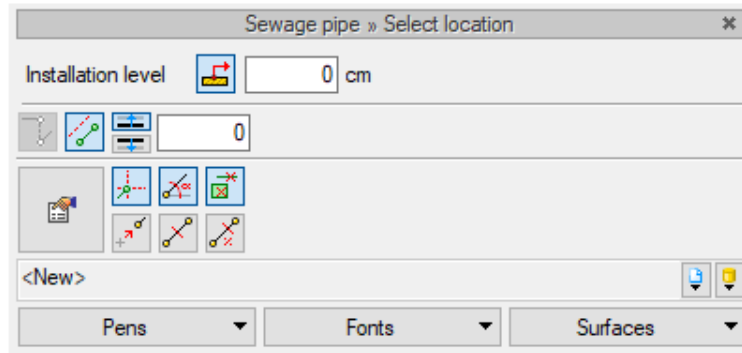 Sewage pipe » Select location
Installation level 0 cm
0
<New>
Pens Fonts Surfaces